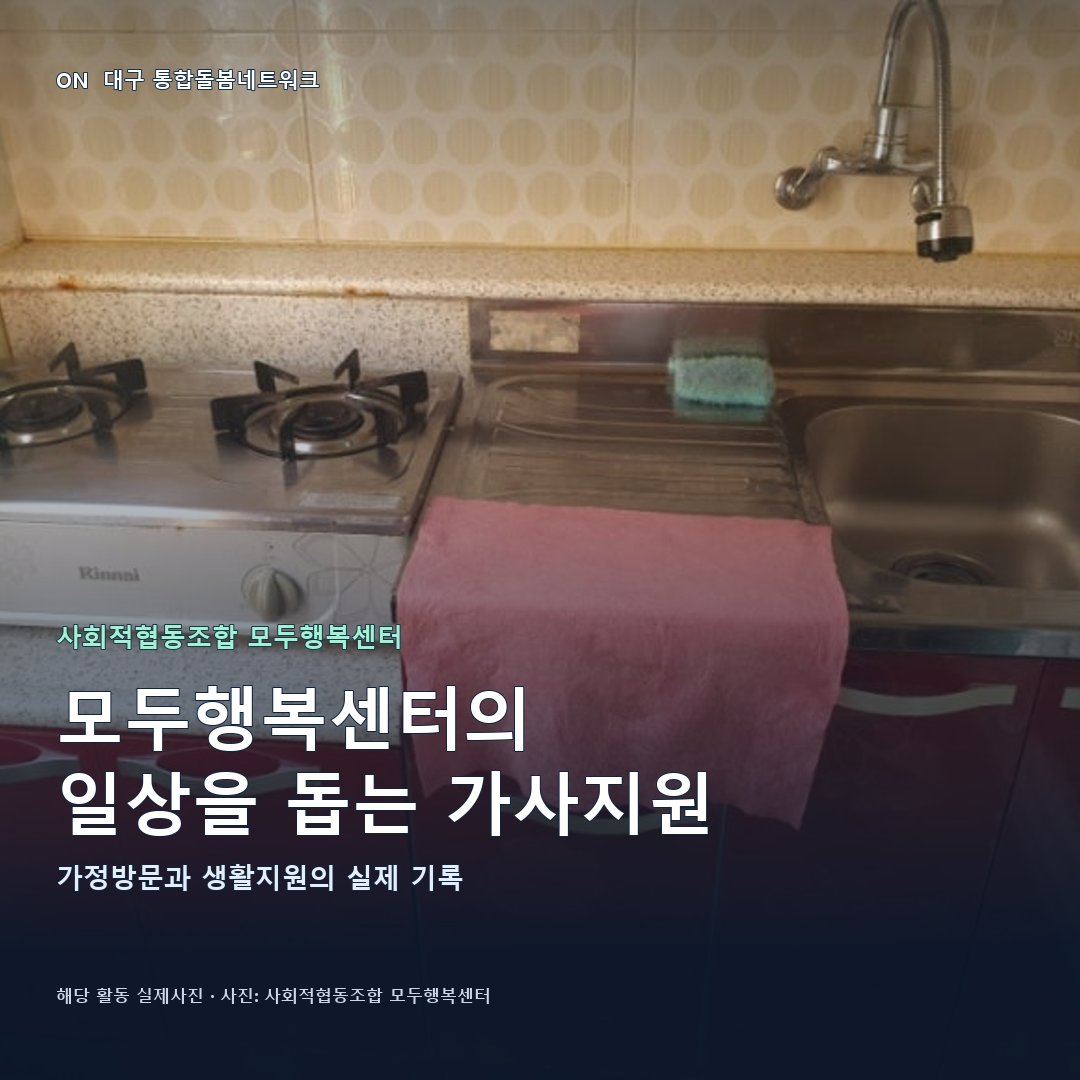 ON 대구 통합돌봄네트워크
Rinnai
사회적협동조합 모두행복센터
모두행복센터의
일상을 돕는 가사지원
가정방문과 생활지원의 실제 기록
해당 활동 실제사진 · 사진: 사회적협동조합 모두행복센터